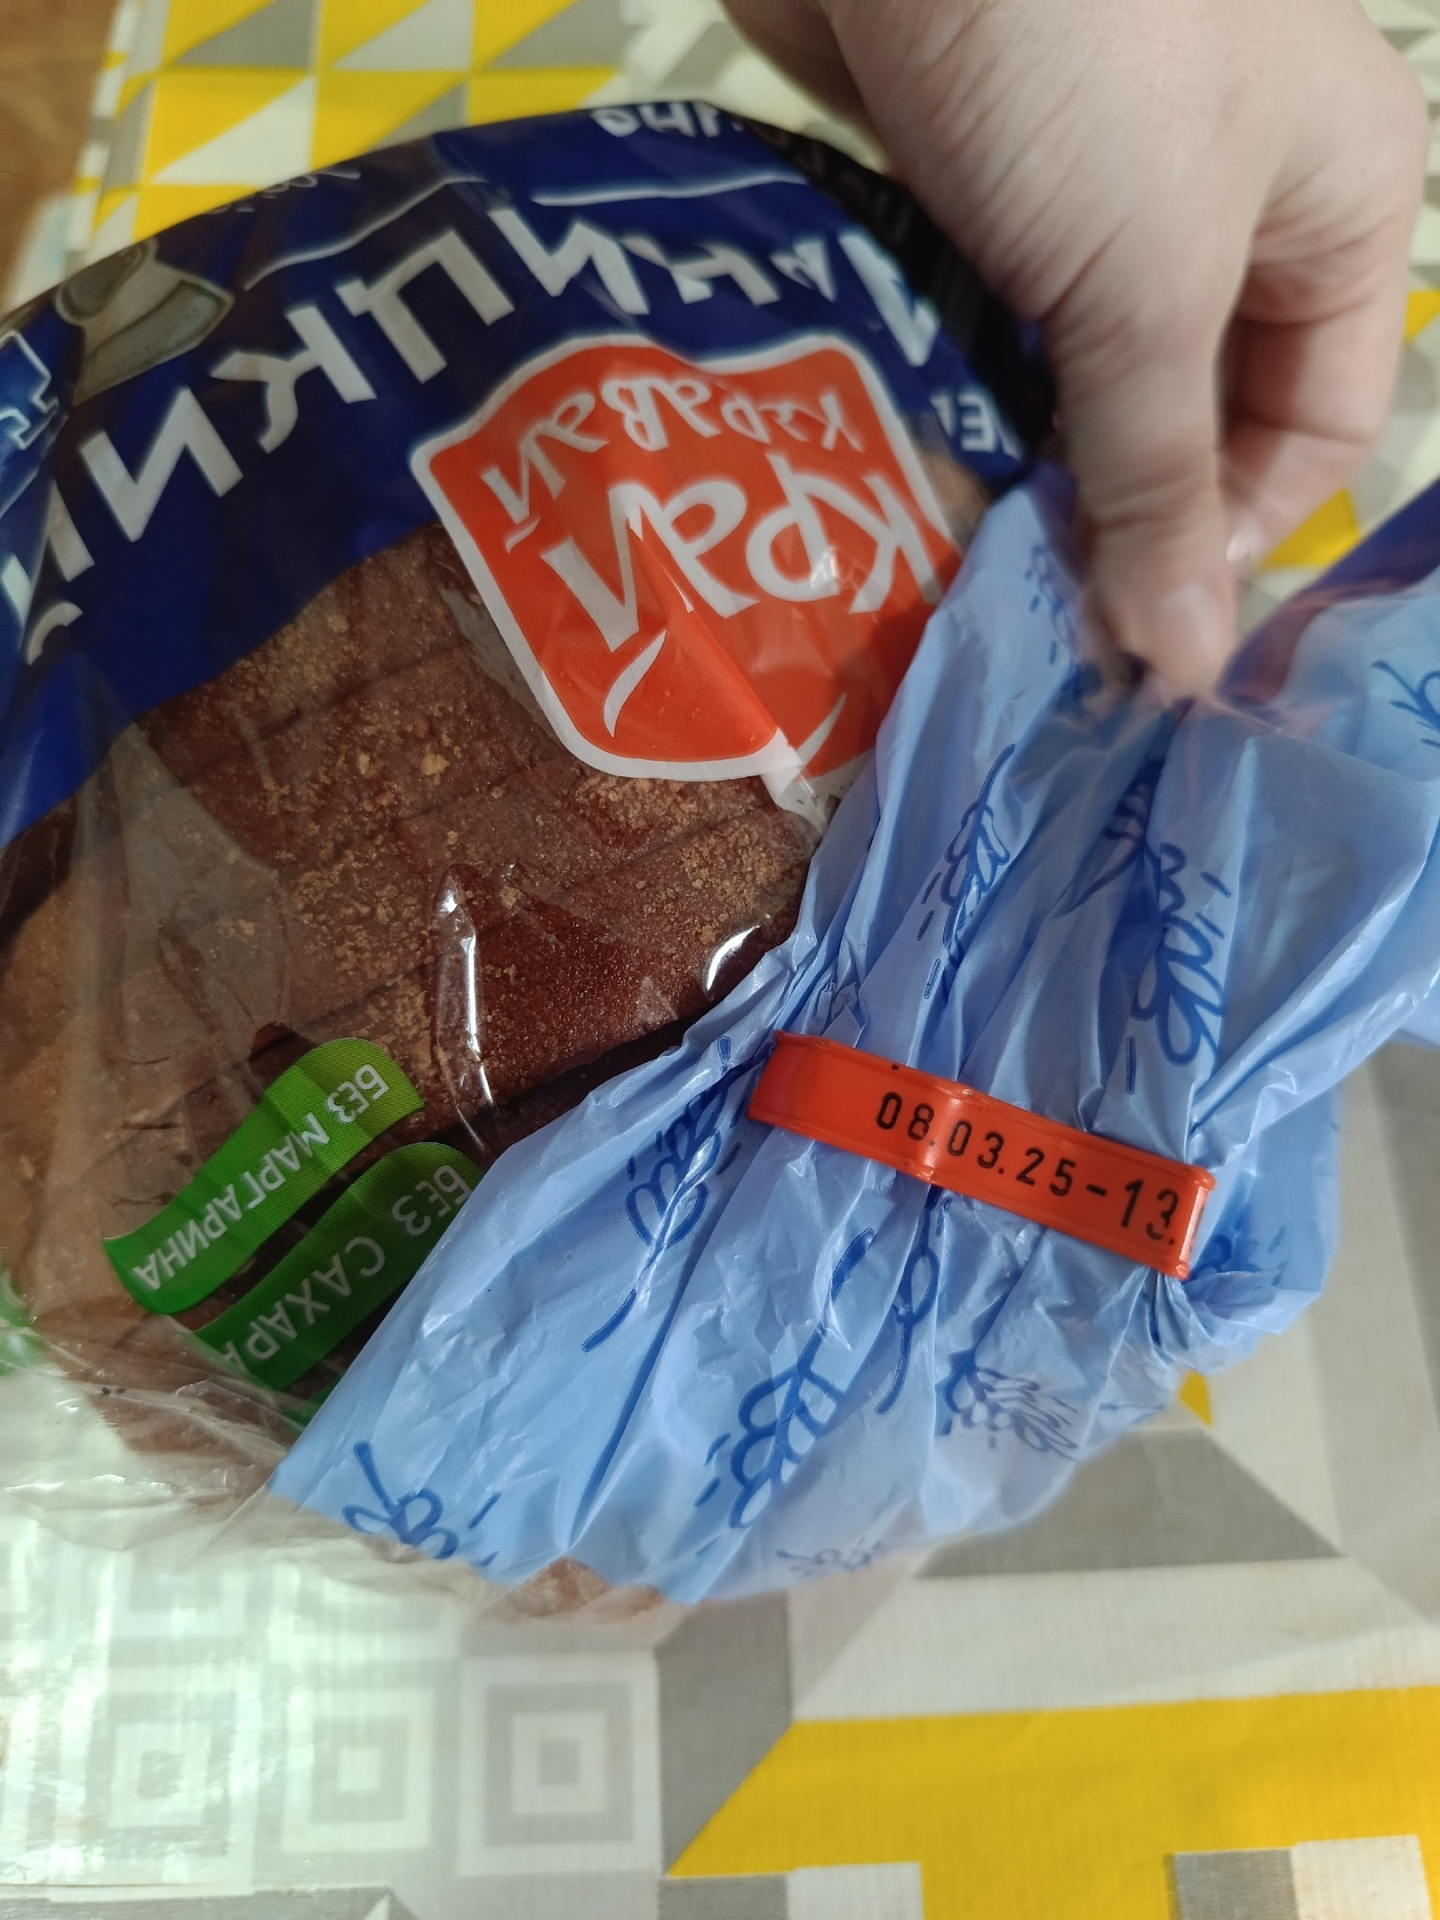 08.03.25-13.
БЕЗ САХАРА
БЕЗ МАРГАРИНА
край
каравай
ДАРНИЦКИЙ